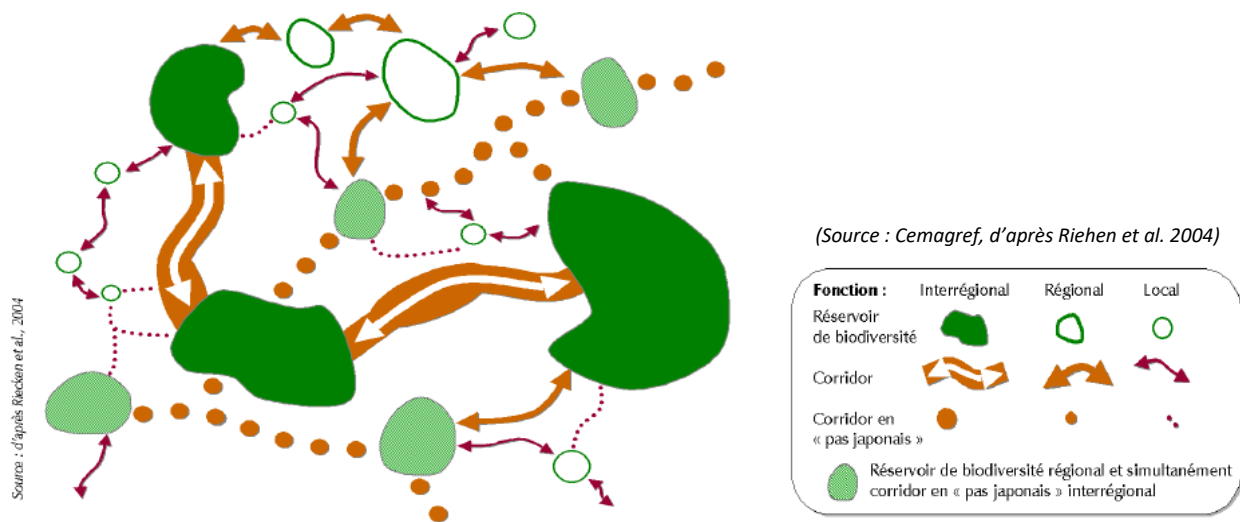 (Source : Cemagref, d'après Riehen et al. 2004)
Source : d'après Riecken et al., 2004
Fonction : Interrégional Régional Local
Réservoir
de biodiversité
Corridor
Corridor en
« pas japonais »
Réservoir de biodiversité régional et simultanément
corridor en « pas japonais » interrégional